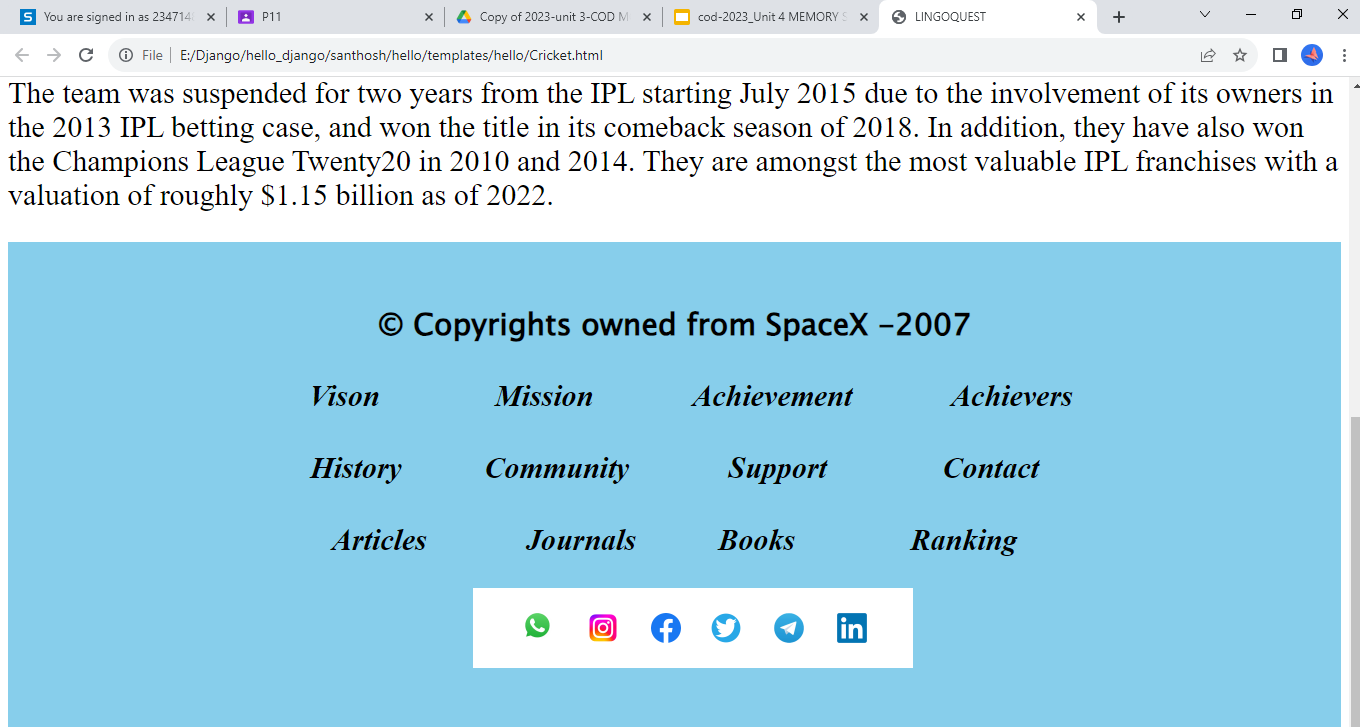 You are signed in as 234714
P11
Copy of 2023-unit 3-COD M
cod-2023_Unit 4 MEMORY S
LINGOQUEST
File E:/Django/hello_django/santhosh/hello/templates/hello/Cricket.html
The team was suspended for two years from the IPL starting July 2015 due to the involvement of its owners in
the 2013 IPL betting case, and won the title in its comeback season of 2018. In addition, they have also won
the Champions League Twenty20 in 2010 and 2014. They are amongst the most valuable IPL franchises with a
valuation of roughly $1.15 billion as of 2022.
© Copyrights owned from SpaceX -2007
Vison Mission Achievement Achievers
History Community Support Contact
Articles Journals Books Ranking
in